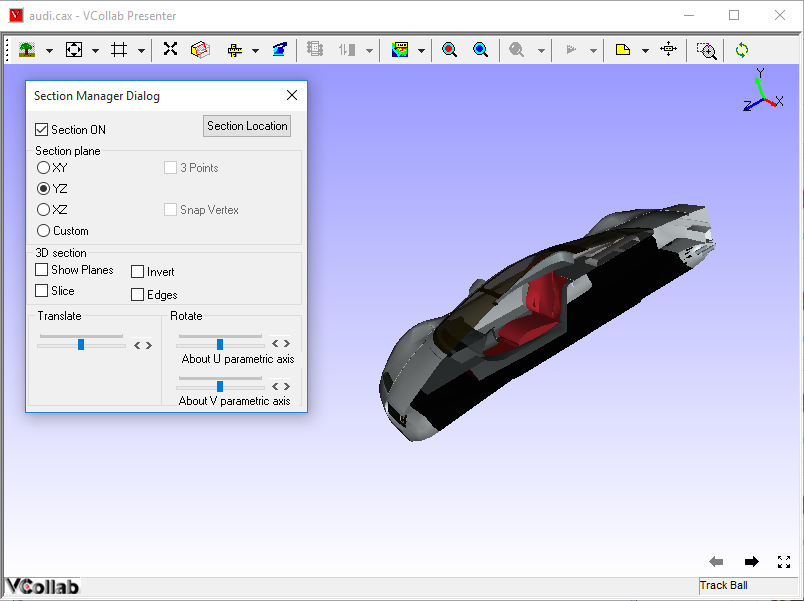 audi.cax - VCollab Presenter
Y
X
Z
Section Manager Dialog
Section ON
Section Location
Section plane
XY
3 Points
YZ
XZ
Snap Vertex
Custom
3D section
Show Planes
Invert
Slice
Edges
Translate
Rotate
< >
< >
About U parametric axis
< >
About V parametric axis
VCollab
Track Ball